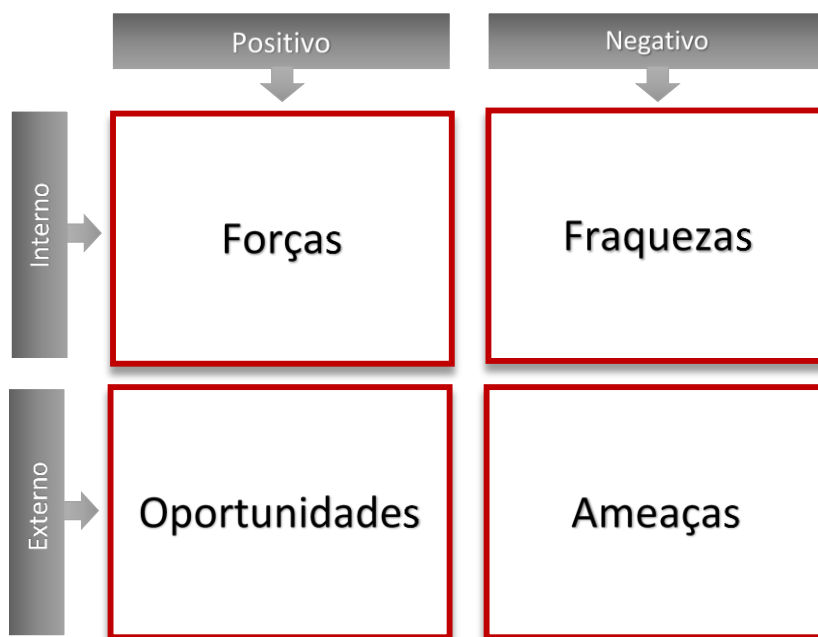 Positivo
Negativo
Interno
Forças
Fraquezas
Externo
Oportunidades
Ameaças